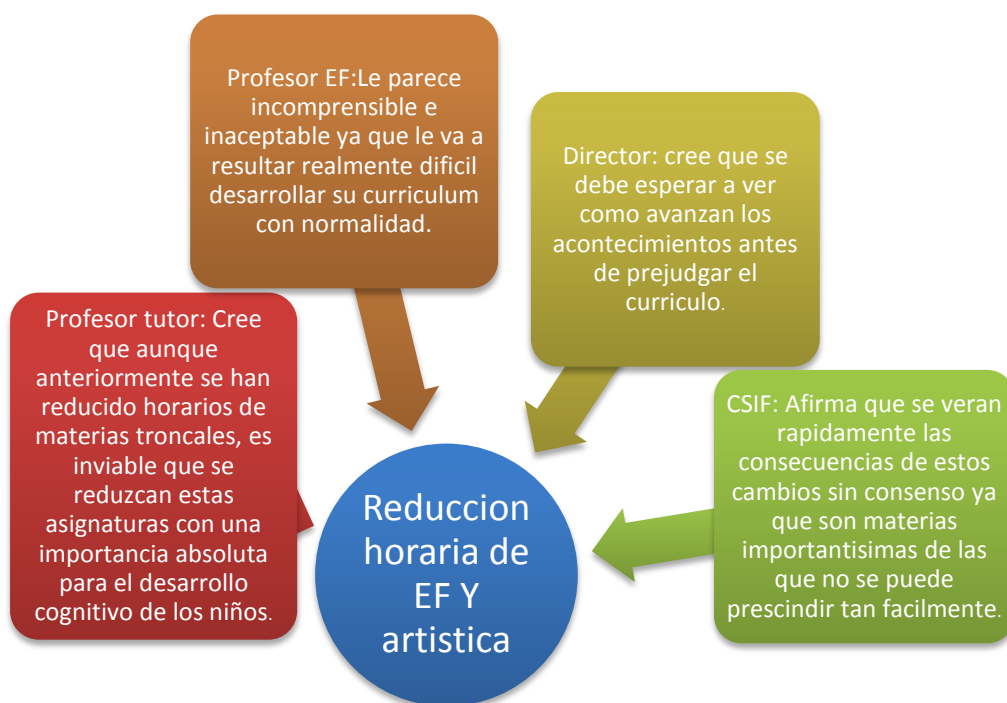 Profesor EF:Le parece
incomprensible e
inaceptable ya que le va a
resultar realmente dificil
desarrollar su curriculum
con normalidad.
Director: cree que se
debe esperar a ver
como avanzan los
acontecimientos antes
de prejudgar el
curriculo.
Profesor tutor: Cree
que aunque
anteriormente se han
reducido horarios de
materias troncales, es
inviable que se
reduzcan estas
asignaturas con una
importancia absoluta
para el desarrollo
cognitivo de los niños.
CSIF: Afirma que se veran
rapidamente las
consecuencias de estos
cambios sin consenso ya
que son materias
importantisimas de las
que no se puede
prescindir tan facilmente.
Reduccion
horaria de
EF Y
artistica